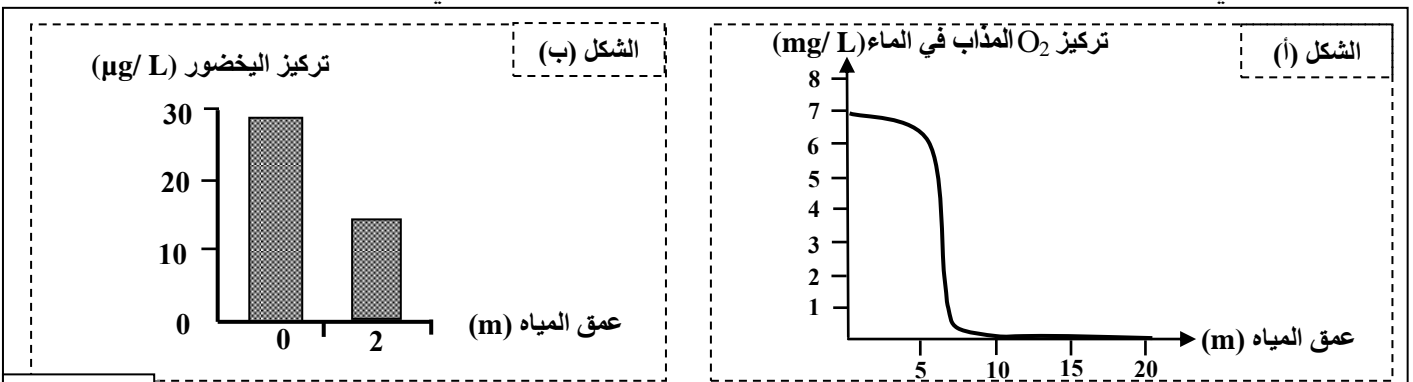 الشكل (أ)
تركيز O2 المذاب في الماء (mg/ L)
8
7
6
5
4
3
2
1
5 10 15 20
عمق المياه (m)
الشكل (ب)
تركيز اليخضور (µg/ L)
30
20
10
0
0 2
عمق المياه (m)